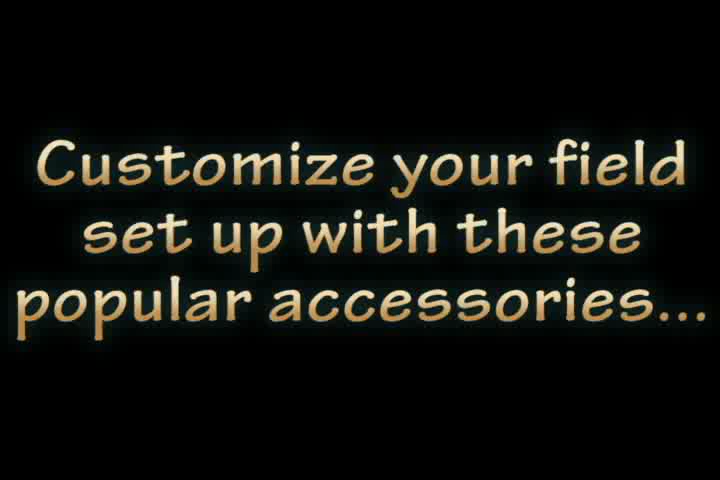 Customize your field
set up with these
popular accessories...